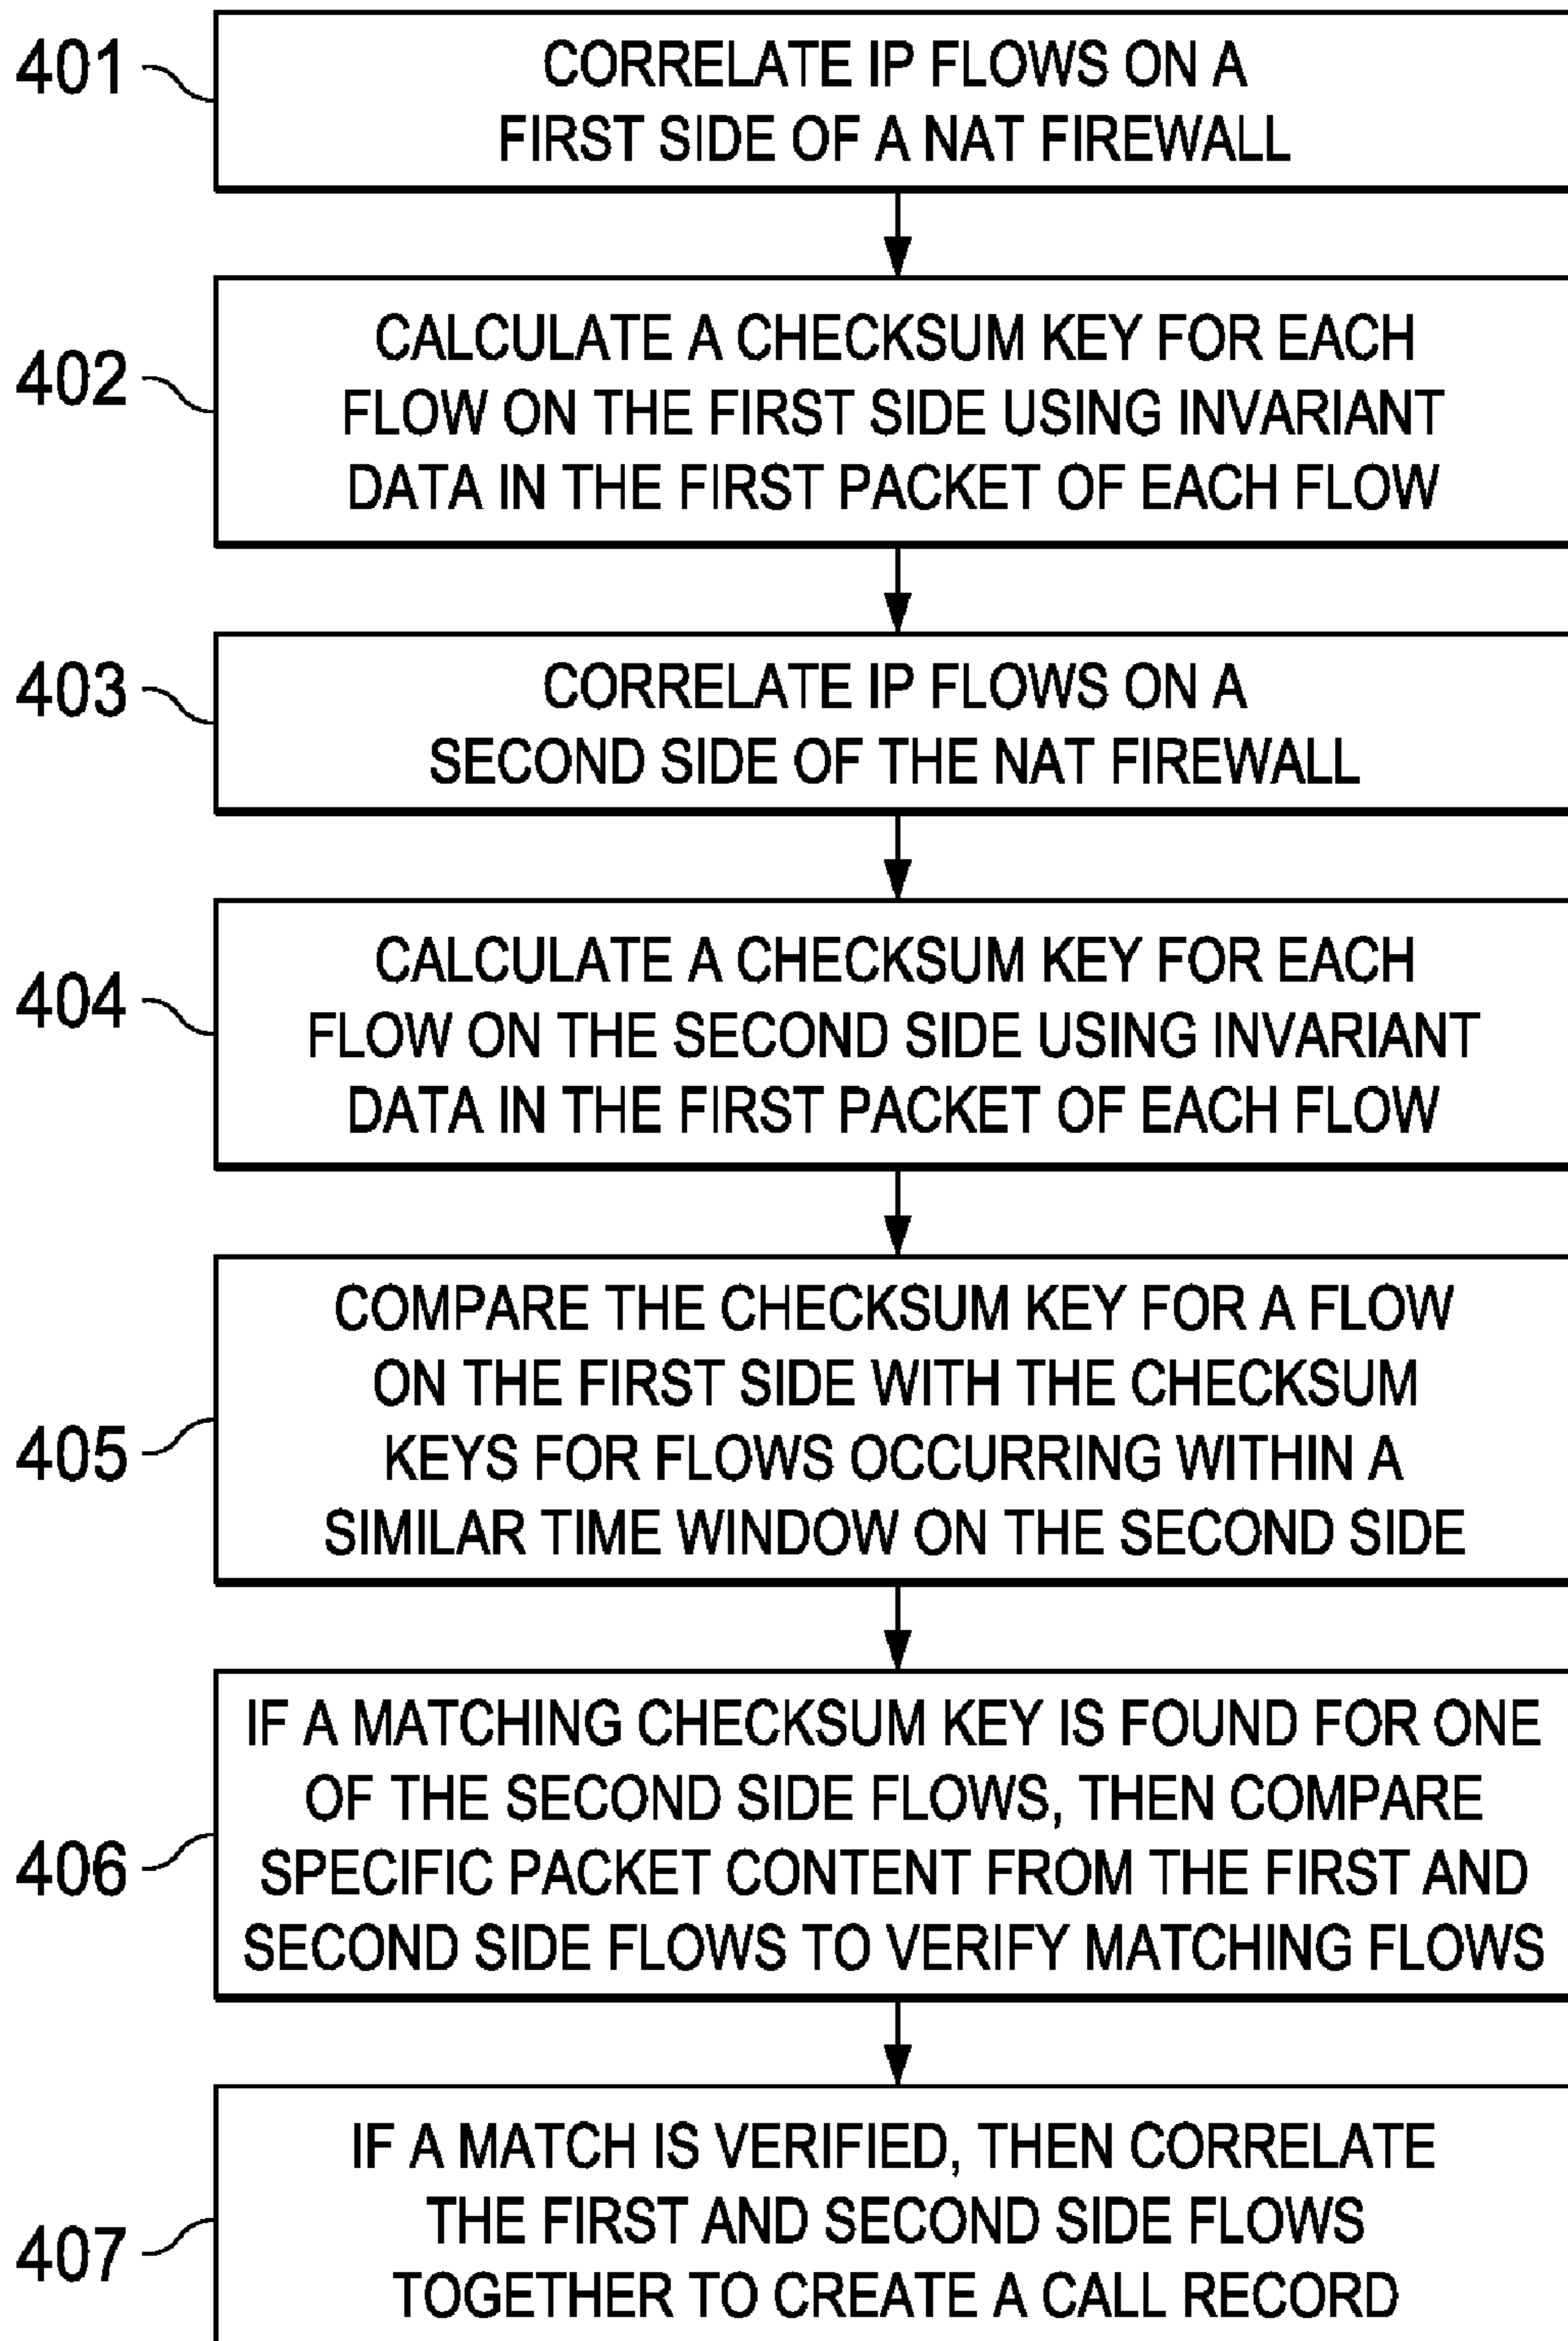 401
CORRELATE IP FLOWS ON A
FIRST SIDE OF A NAT FIREWALL
402
CALCULATE A CHECKSUM KEY FOR EACH
FLOW ON THE FIRST SIDE USING INVARIANT
DATA IN THE FIRST PACKET OF EACH FLOW
403
CORRELATE IP FLOWS ON A
SECOND SIDE OF THE NAT FIREWALL
404
CALCULATE A CHECKSUM KEY FOR EACH
FLOW ON THE SECOND SIDE USING INVARIANT
DATA IN THE FIRST PACKET OF EACH FLOW
405
COMPARE THE CHECKSUM KEY FOR A FLOW
ON THE FIRST SIDE WITH THE CHECKSUM
KEYS FOR FLOWS OCCURRING WITHIN A
SIMILAR TIME WINDOW ON THE SECOND SIDE
406
IF A MATCHING CHECKSUM KEY IS FOUND FOR ONE
OF THE SECOND SIDE FLOWS, THEN COMPARE
SPECIFIC PACKET CONTENT FROM THE FIRST AND
SECOND SIDE FLOWS TO VERIFY MATCHING FLOWS
407
IF A MATCH IS VERIFIED, THEN CORRELATE
THE FIRST AND SECOND SIDE FLOWS
TOGETHER TO CREATE A CALL RECORD